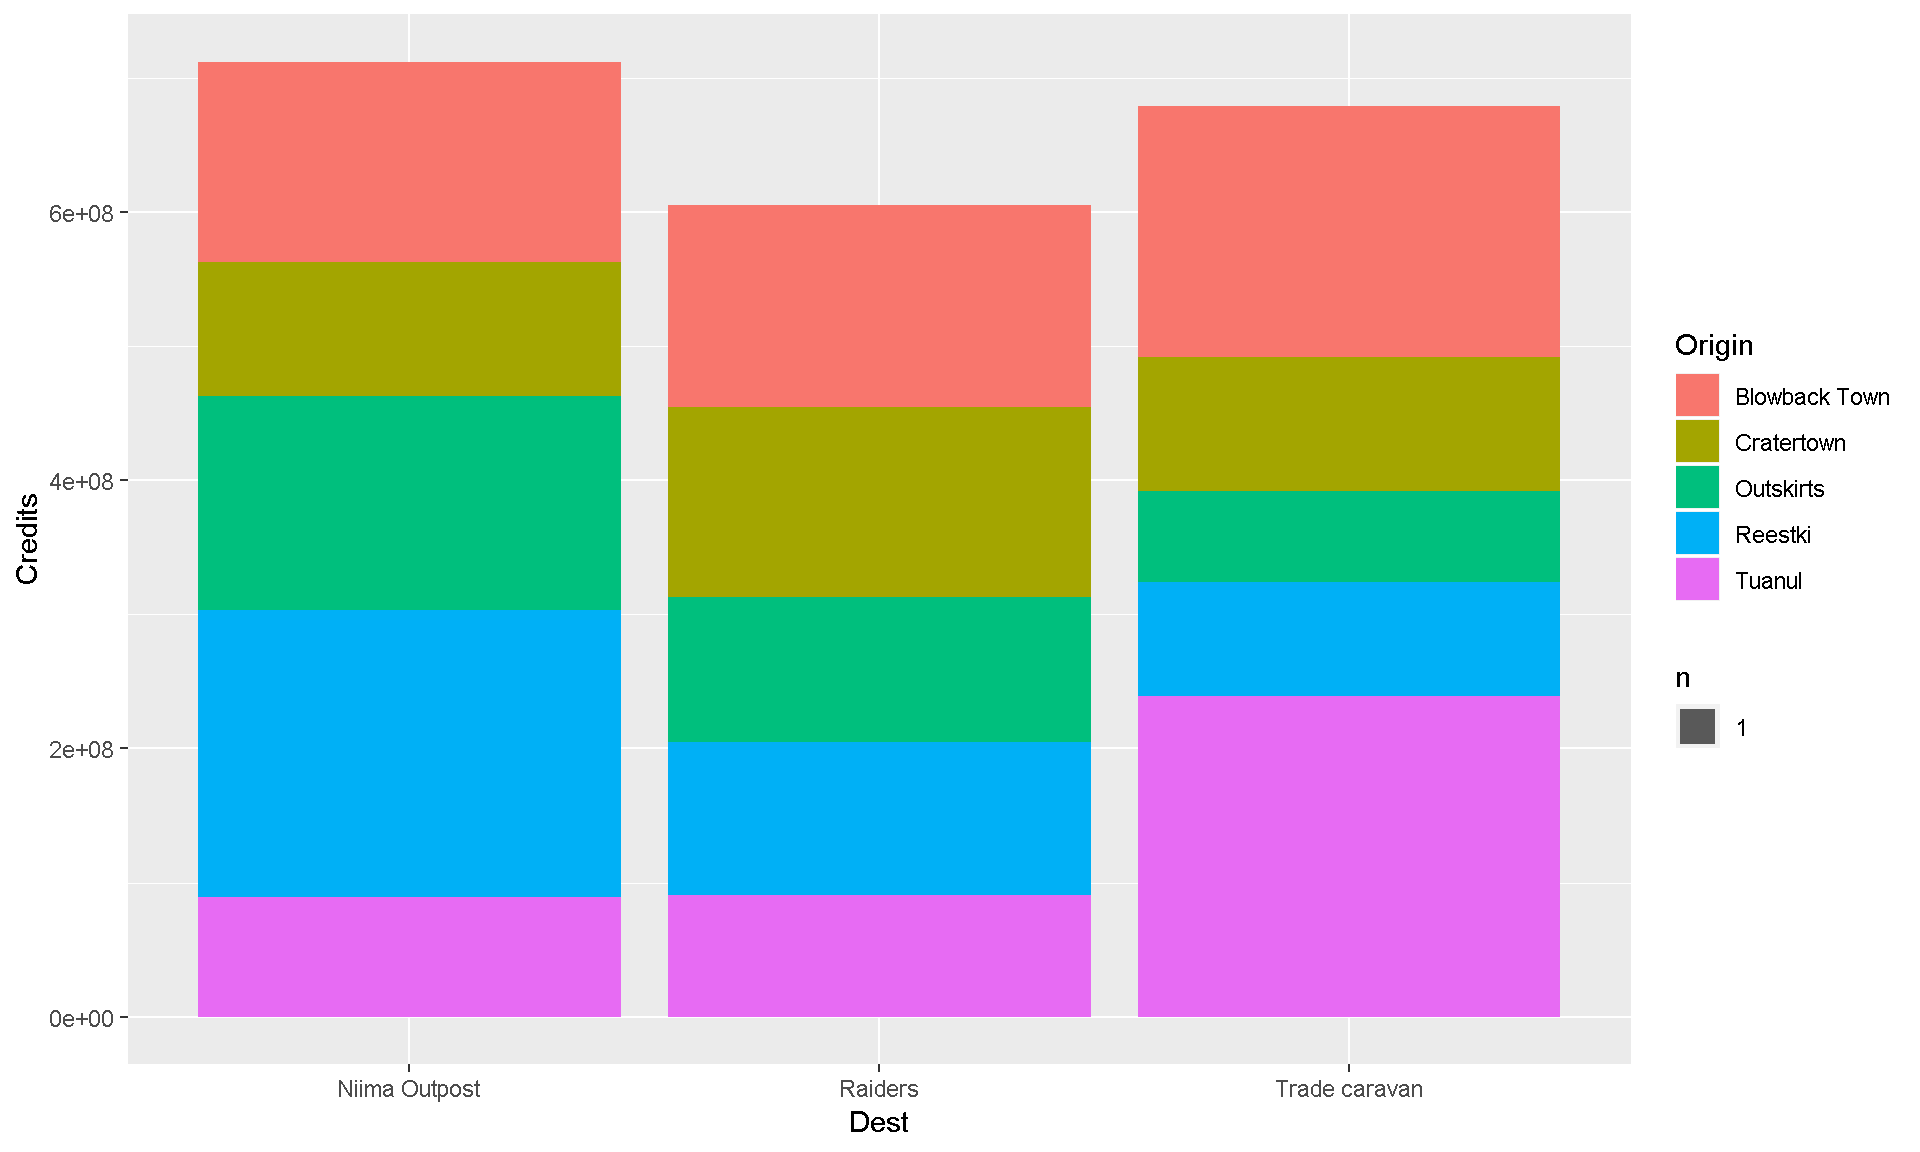 Credits
6e+08
4e+08
2e+08
0e+00
Niima Outpost
Raiders
Trade caravan
Dest
Origin
Blowback Town
Cratertown
Outskirts
Reestki
Tuanul
n
1